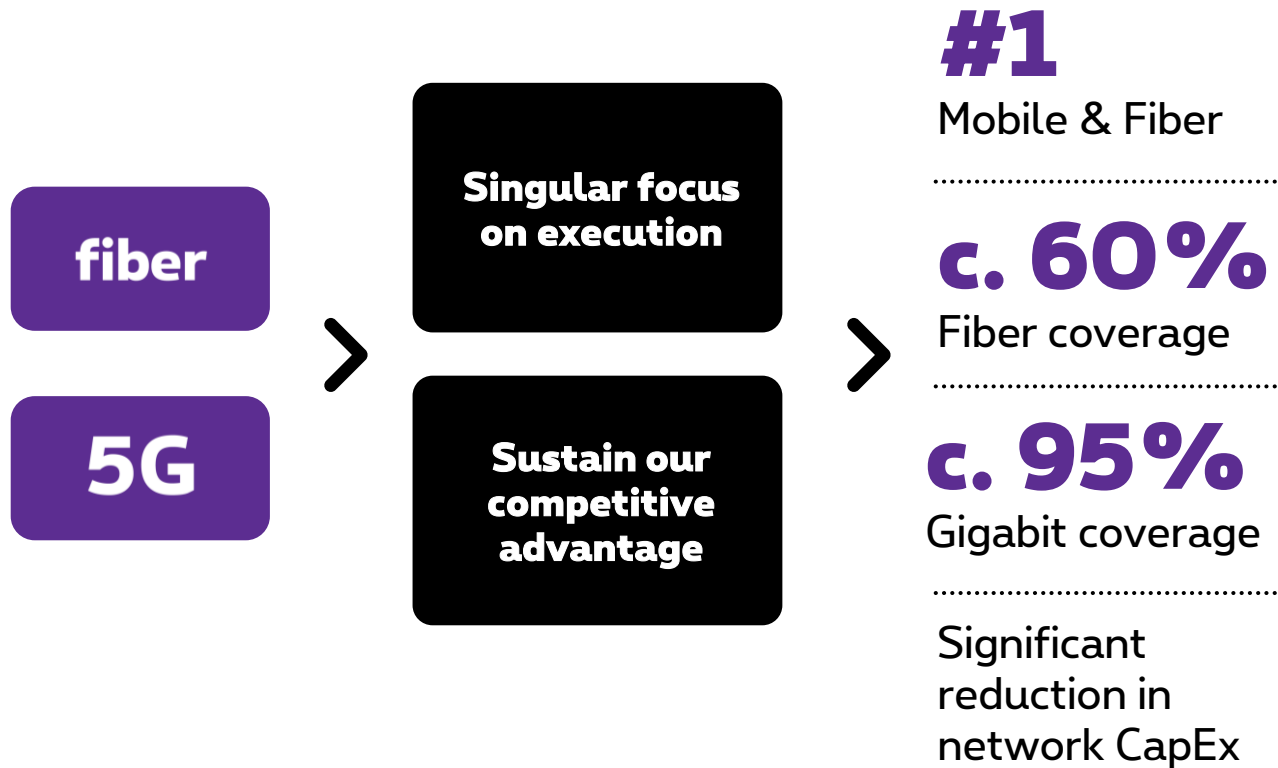 fiber
5G
Singular focus
on execution
Sustain our
competitive
advantage
#1
Mobile & Fiber
c. 60%
Fiber coverage
c. 95%
Gigabit coverage
Significant
reduction in
network CapEx